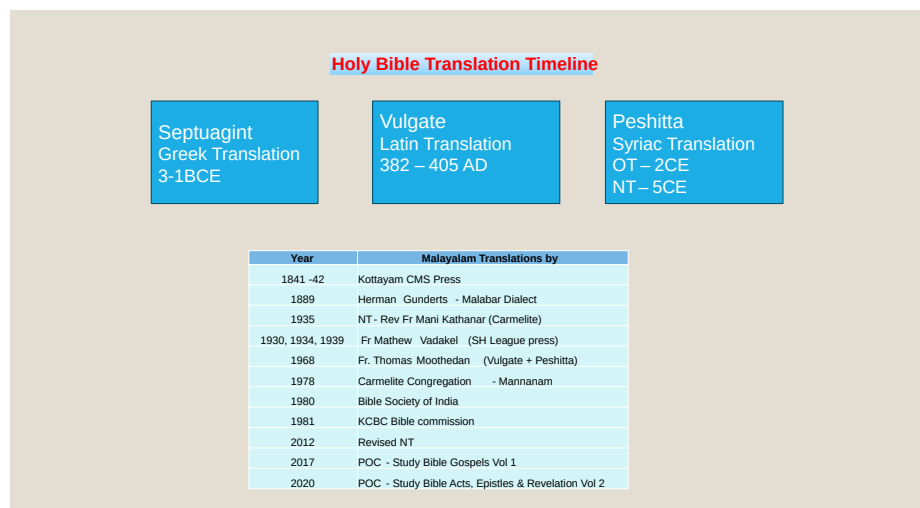 Holy Bible Translation Timeline
Septuagint
Greek Translation
3-1BCE
Vulgate
Latin Translation
382 – 405 AD
Peshitta
Syriac Translation
OT – 2CE
NT – 5CE
Year Malayalam Translations by
1841 -42 Kottayam CMS Press
1889 Herman Gunderts - Malabar Dialect
1935 NT - Rev Fr Mani Kathanar (Carmelite)
1930, 1934, 1939 Fr Mathew Vadakel (SH League press)
1968 Fr. Thomas Moothedan (Vulgate + Peshitta)
1978 Carmelite Congregation - Mannanam
1980 Bible Society of India
1981 KCBC Bible commission
2012 Revised NT
2017 POC - Study Bible Gospels Vol 1
2020 POC - Study Bible Acts, Epistles & Revelation Vol 2